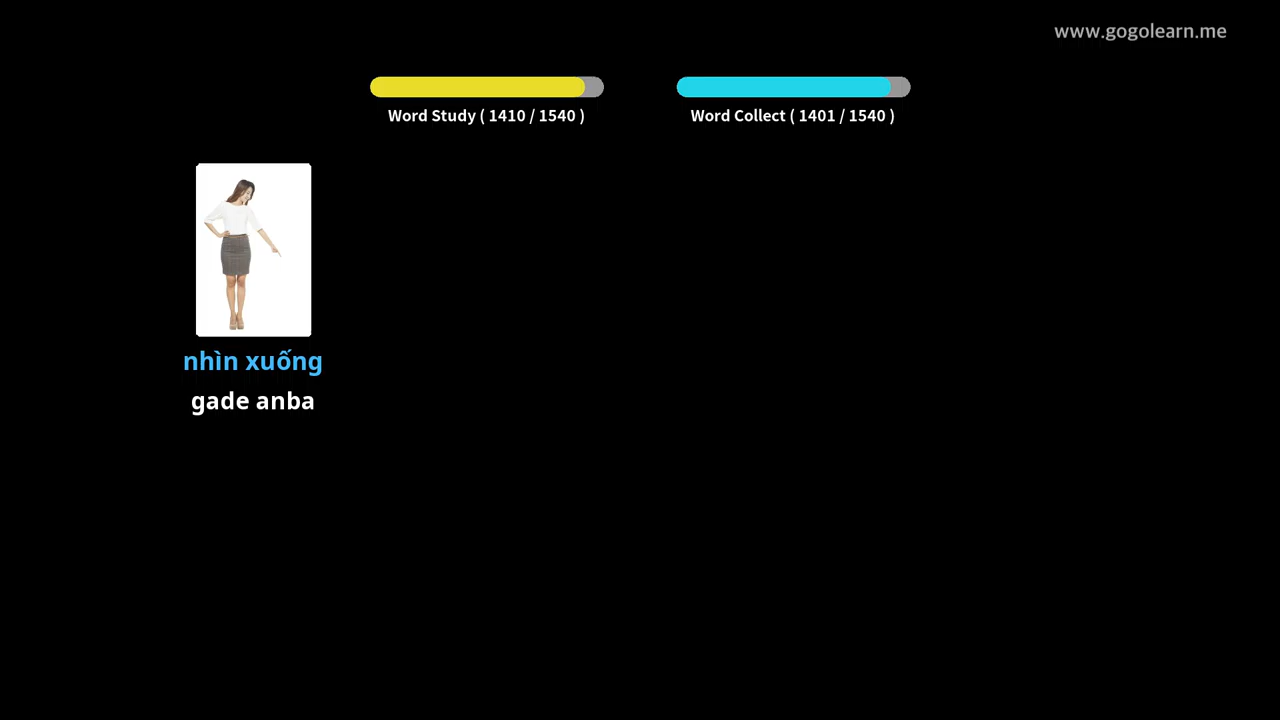 www.gogolearn.me
Word Study ( 1410 / 1540 )
Word Collect ( 1401 / 1540 )
nhìn xuống
gade anba